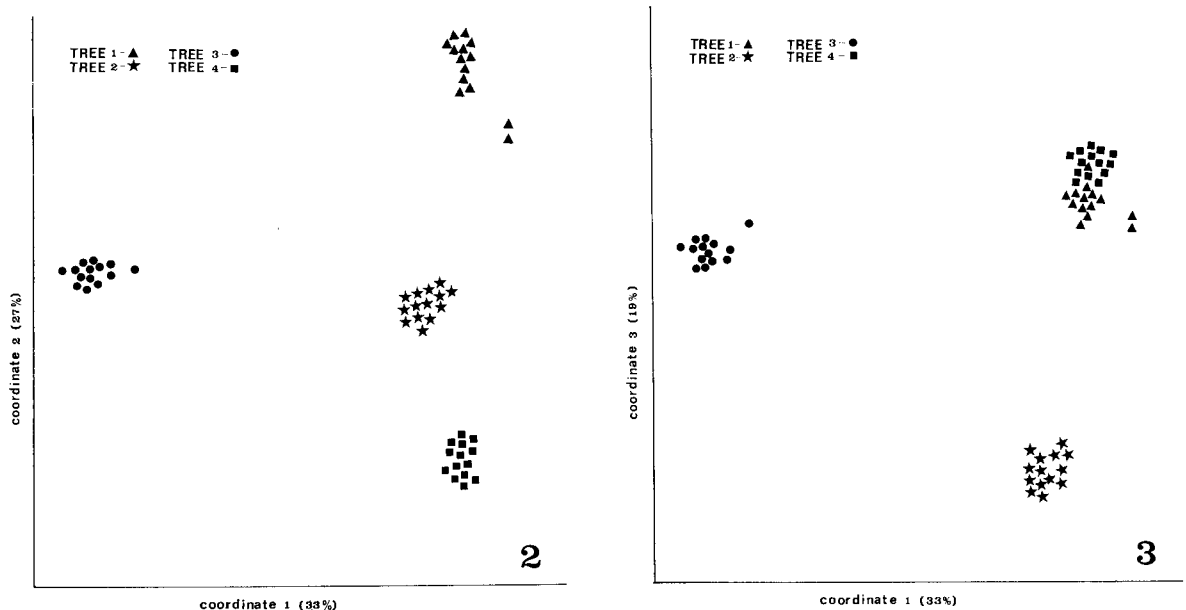 TREE 1-▲ TREE 3-●
TREE 2-★ TREE 4-■
coordinate 2 (27%)
coordinate 1 (33%)
2
TREE 1-▲ TREE 3-●
TREE 2-★ TREE 4-■
coordinate 3 (19%)
coordinate 1 (33%)
3